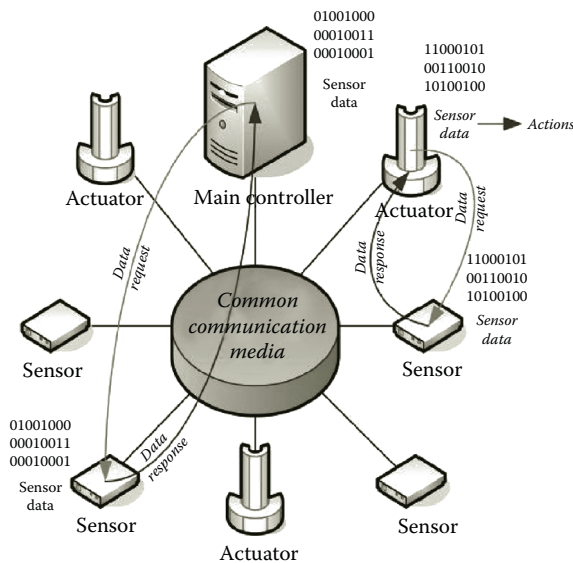 01001000
00010011
00010001
Sensor
data
11000101
00110010
10100100
Sensor
data
Actions
Actuator
Main controller
Actuator
Data
request
Data
response
Data
request
11000101
00110010
10100100
Sensor
data
Common
communication
media
Sensor
Sensor
01001000
00010011
00010001
Sensor
data
Data
response
Sensor
Actuator
Sensor